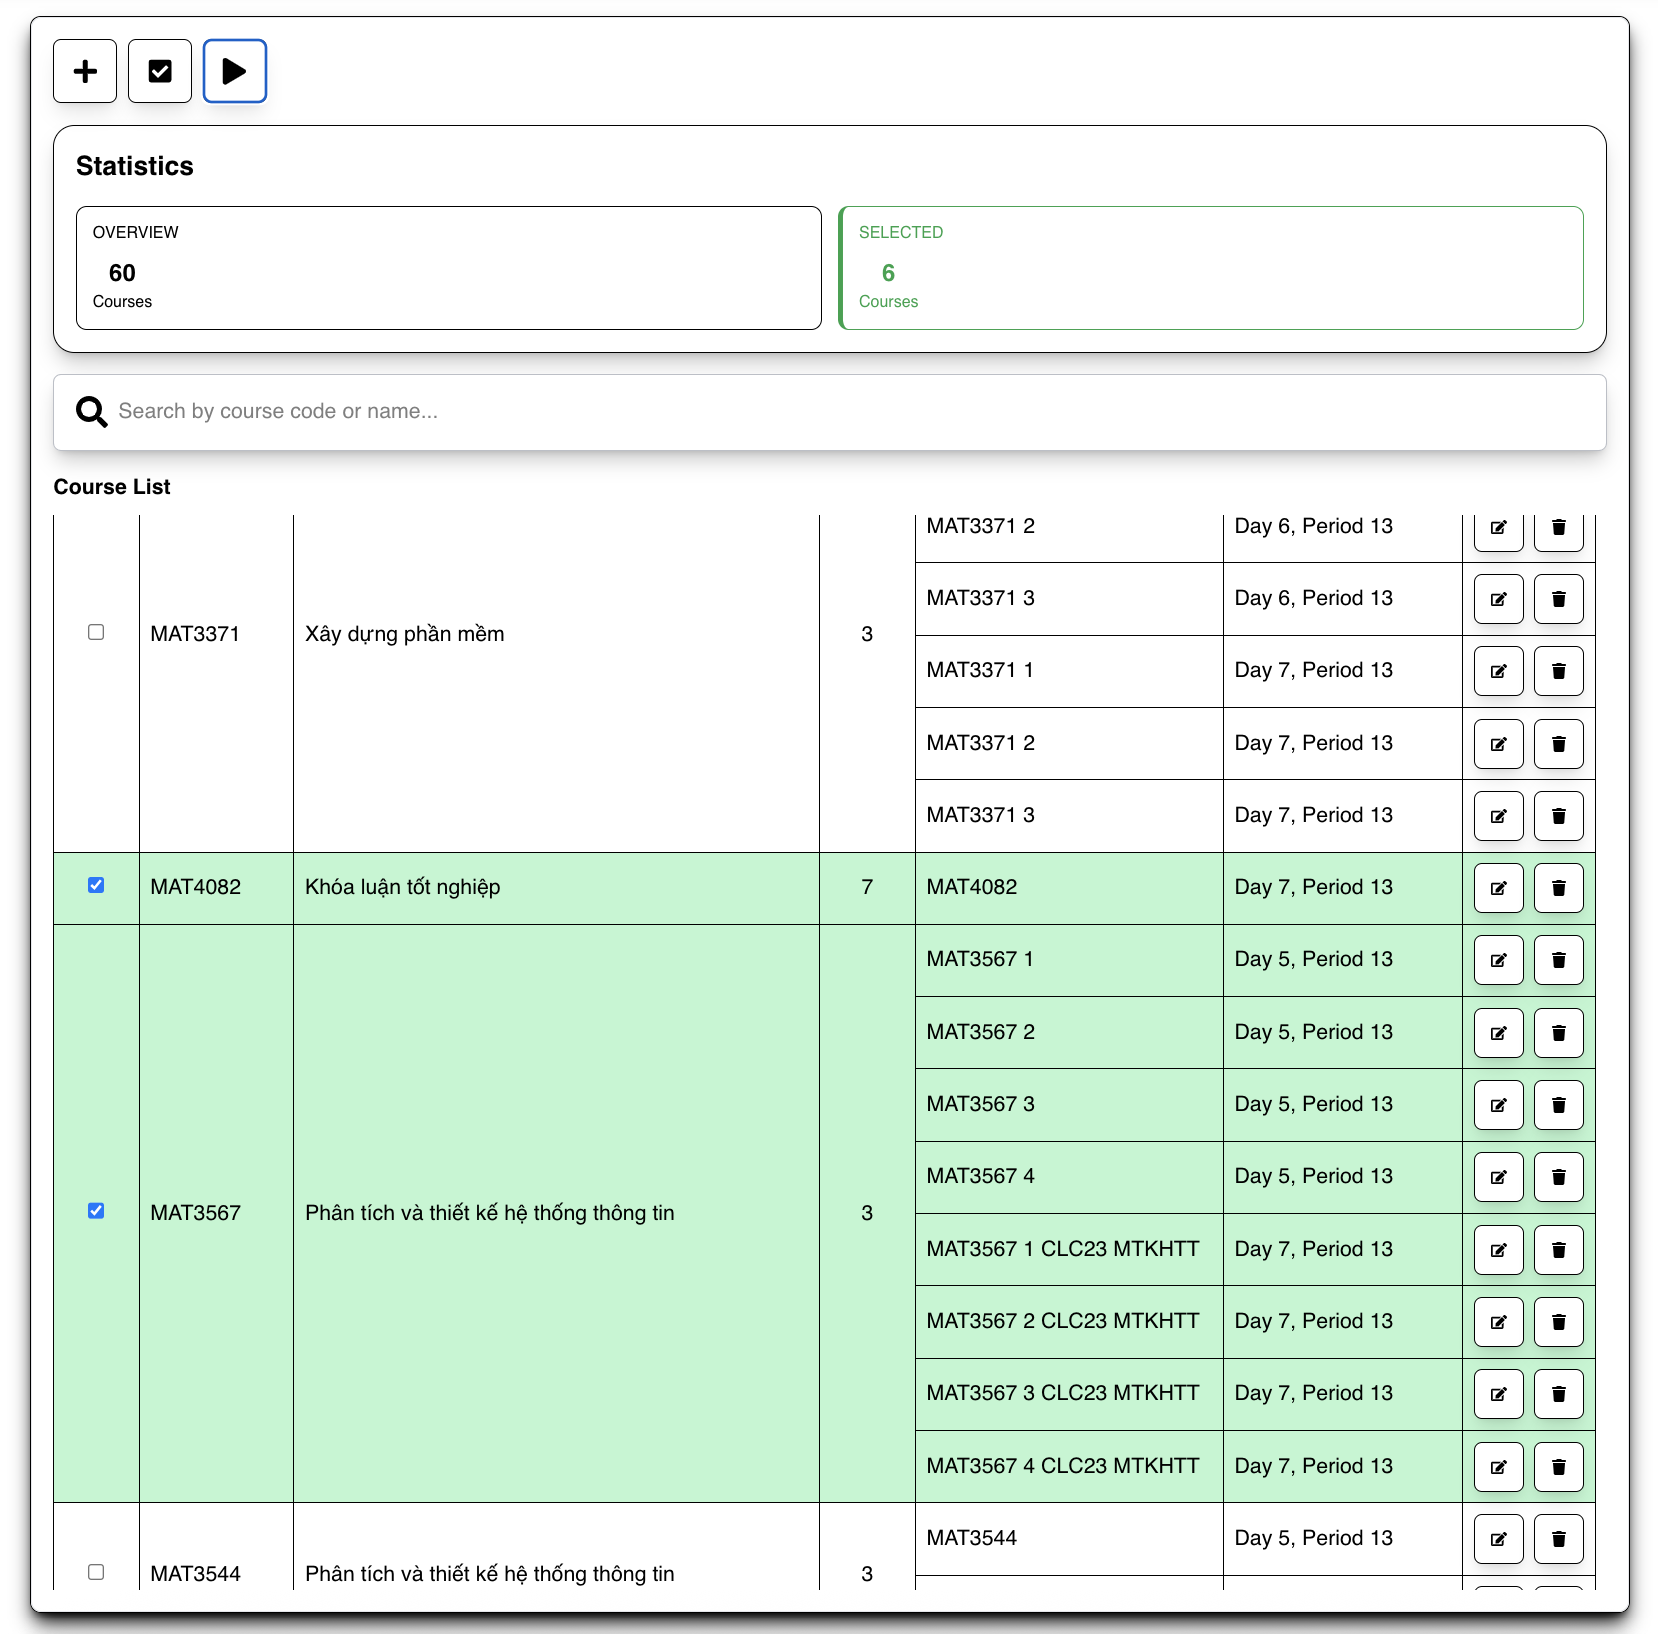 Statistics
OVERVIEW
60
Courses
SELECTED
6
Courses
Search by course code or name...
Course List
MAT3371 2 Day 6, Period 13
MAT3371 3 Day 6, Period 13
MAT3371 Xây dựng phần mềm 3
MAT3371 1 Day 7, Period 13
MAT3371 2 Day 7, Period 13
MAT3371 3 Day 7, Period 13
MAT4082 Khóa luận tốt nghiệp 7 MAT4082 Day 7, Period 13
MAT3567 1 Day 5, Period 13
MAT3567 2 Day 5, Period 13
MAT3567 3 Day 5, Period 13
MAT3567 4 Day 5, Period 13
MAT3567 Phân tích và thiết kế hệ thống thông tin 3
MAT3567 1 CLC23 MTKHTT Day 7, Period 13
MAT3567 2 CLC23 MTKHTT Day 7, Period 13
MAT3567 3 CLC23 MTKHTT Day 7, Period 13
MAT3567 4 CLC23 MTKHTT Day 7, Period 13
MAT3544 Day 5, Period 13
MAT3544 Phân tích và thiết kế hệ thống thông tin 3